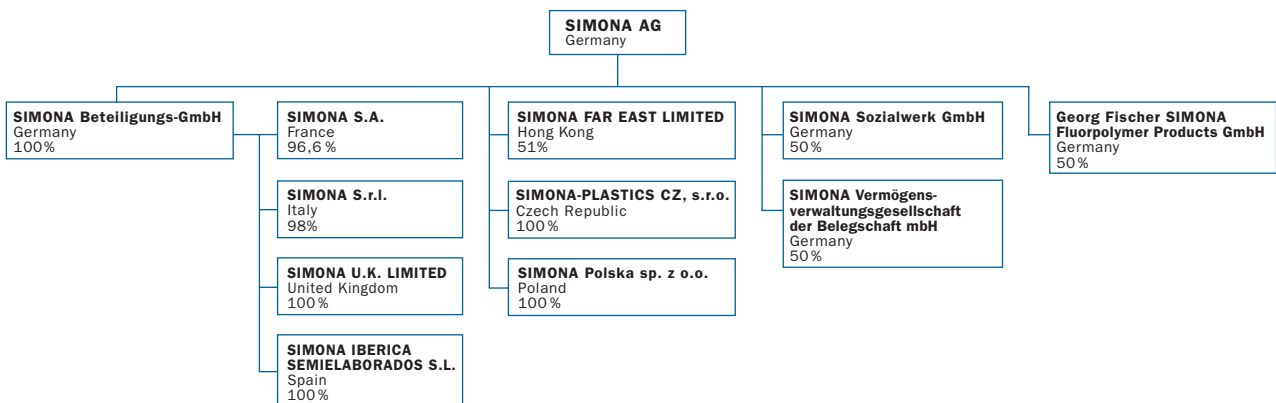 SIMONA AG
Germany
SIMONA Beteiligungs-GmbH
Germany
100%
SIMONA S.A.
France
96,6 %
SIMONA S.r.l.
Italy
98%
SIMONA U.K. LIMITED
United Kingdom
100 %
SIMONA IBERICA
SEMIELABORADOS S.L.
Spain
100 %
SIMONA FAR EAST LIMITED
Hong Kong
51%
SIMONA-PLASTICS CZ, s.r.o.
Czech Republic
100 %
SIMONA Polska sp. z o.o.
Poland
100 %
SIMONA Sozialwerk GmbH
Germany
50 %
SIMONA Vermögens-
verwaltungsgesellschaft
der Belegschaft mbH
Germany
50 %
Georg Fischer SIMONA
Fluorpolymer Products GmbH
Germany
50 %